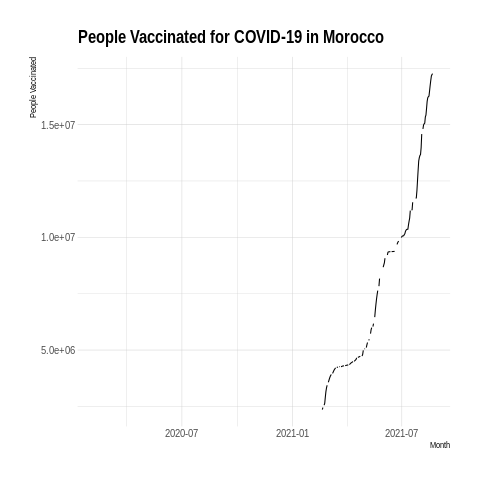 People Vaccinated for COVID-19 in Morocco
People Vaccinated
1.5e+07
1.0e+07
5.0e+06
2020-07 2021-01 2021-07
Month